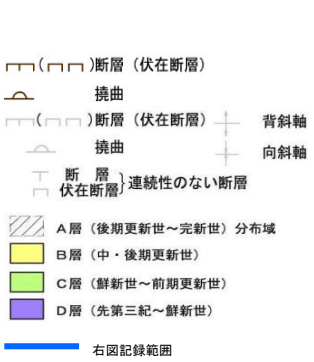 ( )断層（伏在断層）
撓曲
( )断層（伏在断層） 背斜軸
撓曲 向斜軸
断層
伏在断層}連続性のない断層
A層（後期更新世～完新世）分布域
B層（中・後期更新世）
C層（鮮新世～前期更新世）
D層（先第三紀～鮮新世）
右図記録範囲